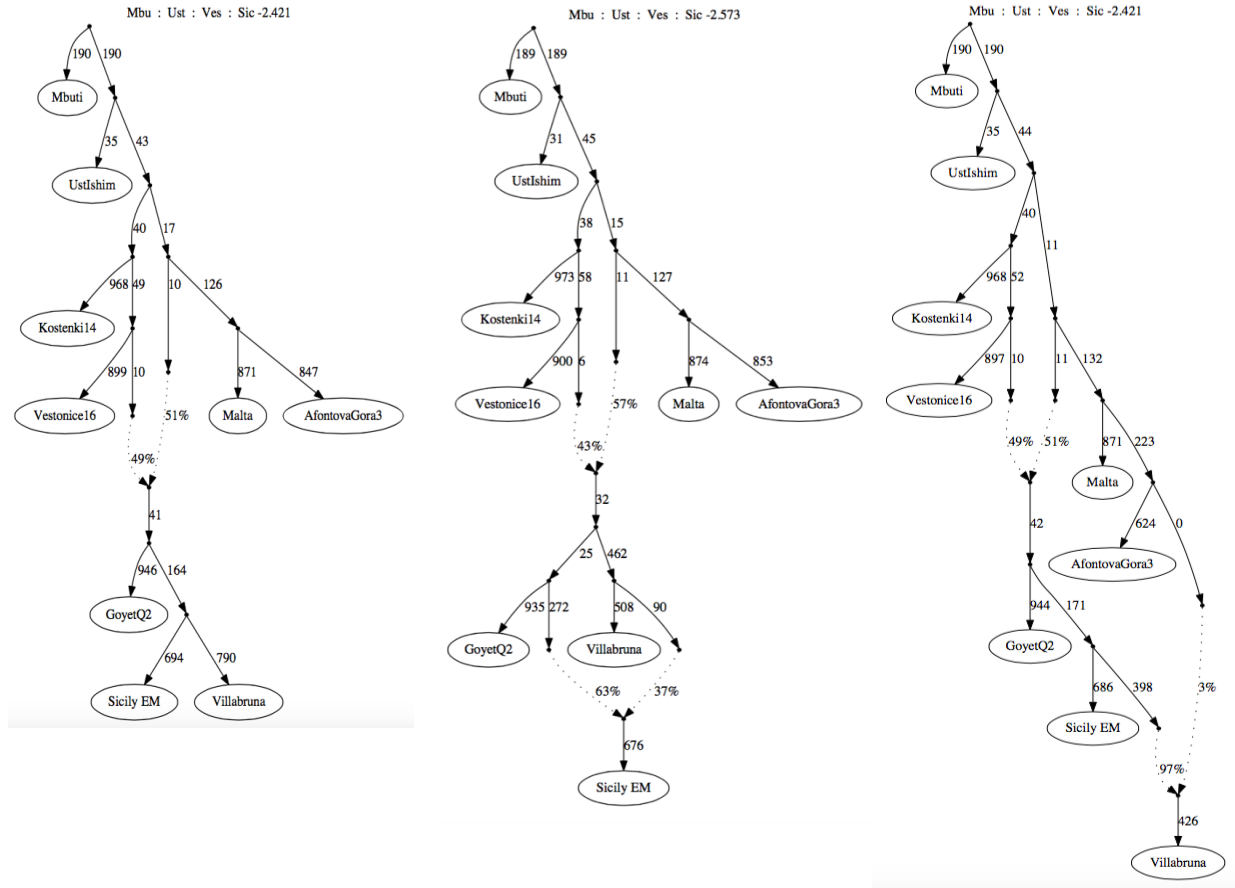 Mbu : Ust : Ves : Sic -2.421
190 190
Mbuti
35 43
UstIshim
40 17
968 49 10 126
Kostenki14
899 10 51% 871 847
Vestonice16 Malta AfontovaGora3
49%
41
946 164
GoyetQ2
694 790
Sicily EM Villabruna
Mbu : Ust : Ves : Sic -2.573
189 189
Mbuti
31 45
UstIshim
38 15
973 58 11 127
Kostenki14
900 6 57% 874 853
Vestonice16 Malta AfontovaGora3
43%
32
25 462
935 272 508 90
GoyetQ2 Villabruna
63% 37%
676
Sicily EM
Mbu : Ust : Ves : Sic -2.421
190 190
Mbuti
35 44
UstIshim
40 11
968 52
Kostenki14
897 10 11 132
Vestonice16
49% 51% 871 223
Malta
42 624 0
AfontovaGora3
944 171
GoyetQ2
686 398 3%
Sicily EM
97%
426
Villabruna